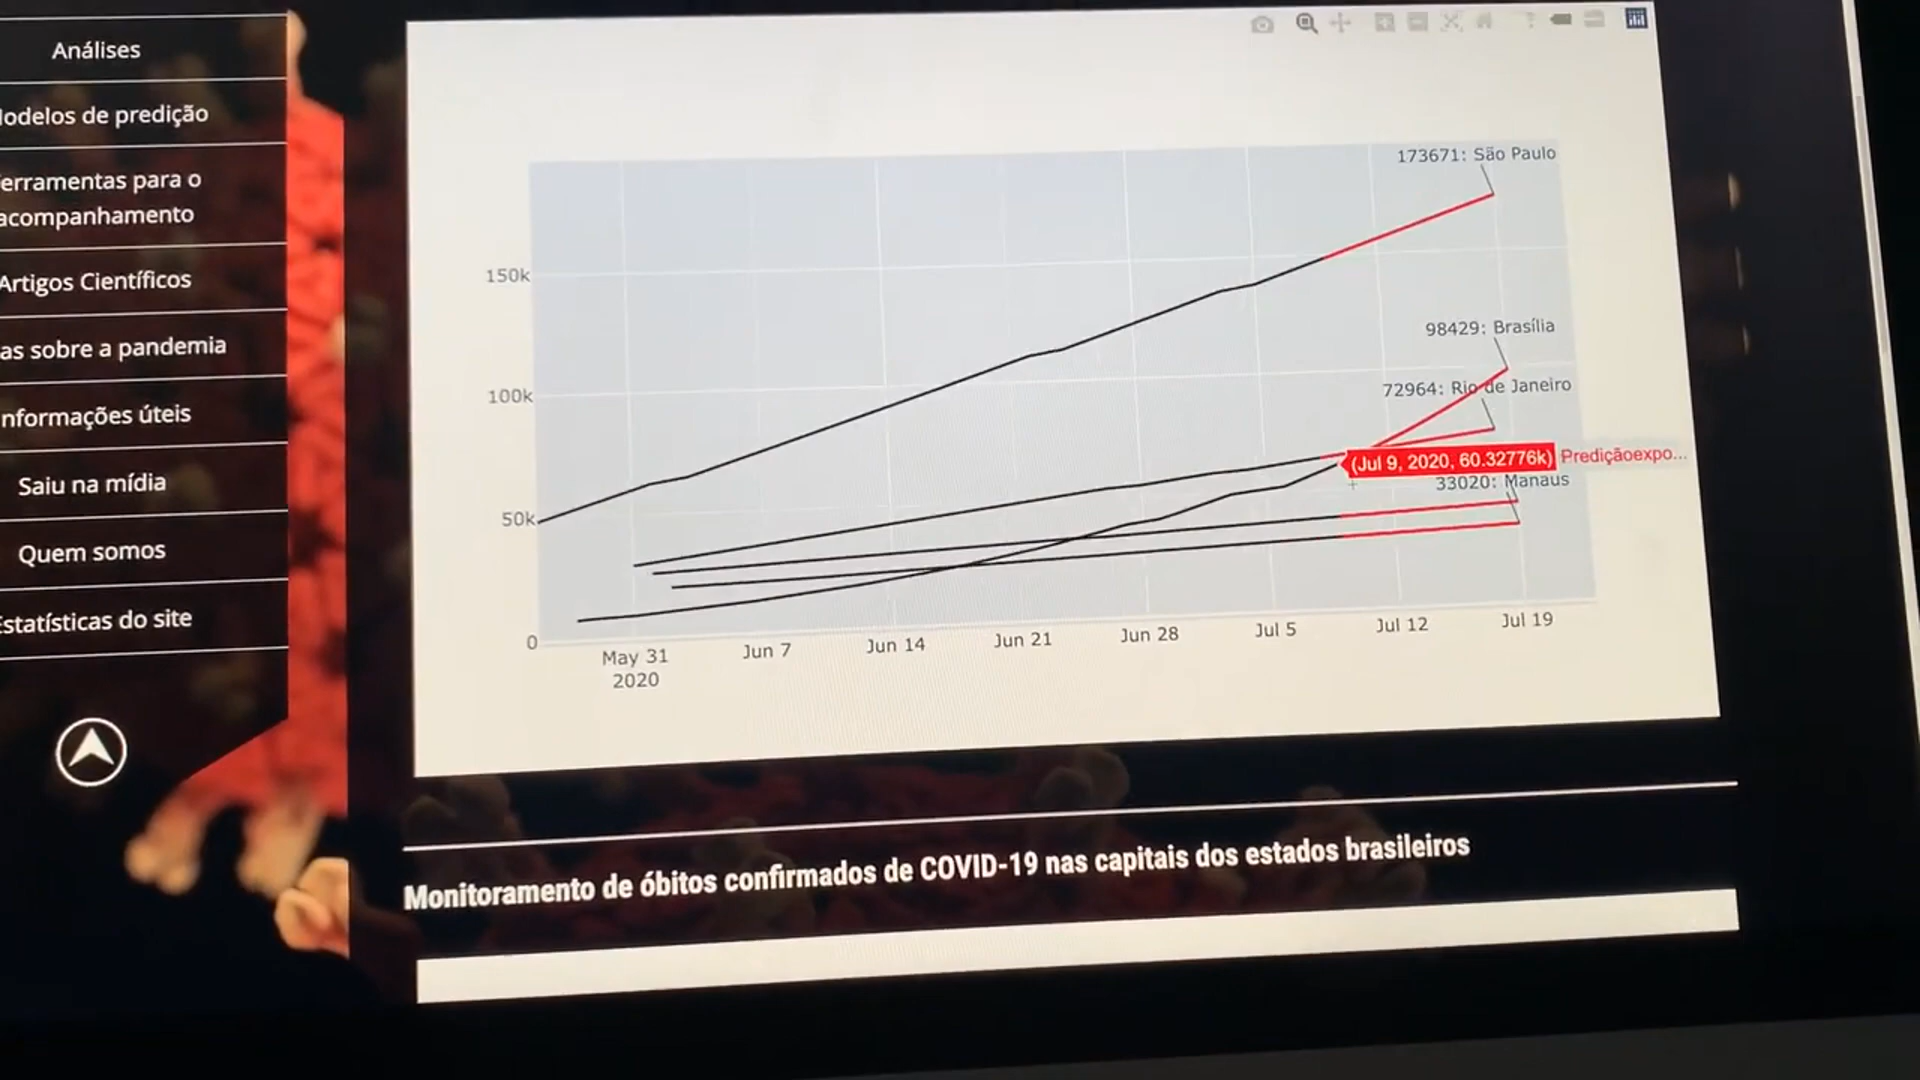 Análises
odelos de predição
erramentas para o
acompanhamento
Artigos Científicos
as sobre a pandemia
nformações úteis
Saiu na mídia
Quem somos
statísticas do site
173671: São Paulo
98429: Brasília
72964: Rio de Janeiro
(Jul 9, 2020, 60.32776k) Prediçãoexpo...
33020: Manaus
150k
100k
50k
0
May 31
2020
Jun 7
Jun 14
Jun 21
Jun 28
Jul 5
Jul 12
Jul 19
Monitoramento de óbitos confirmados de COVID-19 nas capitais dos estados brasileiros